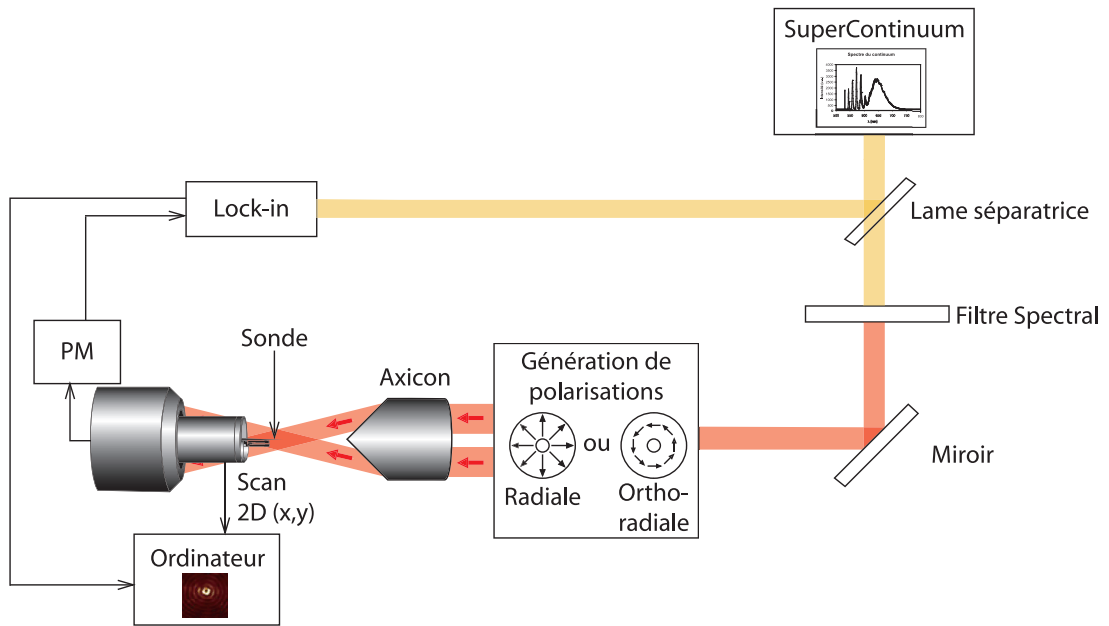 SuperContinuum
Spectre du continuum
λ (nm)
Lock-in
Lame séparatrice
Filtre Spectral
PM
Sonde
Axicon
Génération de
polarisations
ou
Radiale
Ortho-
radiale
Miroir
Scan
2D (x,y)
Ordinateur